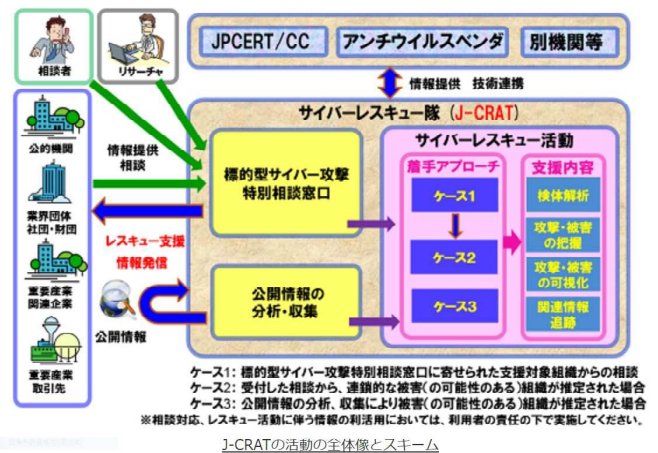 JPCERT/CC
アンチウイルスベンダ
別機関等
相談者
リサーチャ
情報提供 技術連携
サイバーレスキュー隊（J-CRAT）
公的機関
業界団体
社団・財団
重要産業
関連企業
重要産業
取引先
情報提供
相談
レスキュー支援
情報発信
公開情報
標的型サイバー攻撃
特別相談窓口
公開情報の
分析・収集
サイバーレスキュー活動
着手アプローチ
ケース1
ケース2
ケース3
支援内容
検体解析
攻撃・被害
の把握
攻撃・被害
の可視化
関連情報
追跡
ケース1：標的型サイバー攻撃特別相談窓口に寄せられた支援対象組織からの相談
ケース2：受付した相談から、連鎖的な被害（の可能性のある）組織が推定された場合
ケース3：公開情報の分析、収集により被害（の可能性のある）組織が推定された場合
※相談対応、レスキュー活動に伴う情報の利活用においては、利用者の責任の下で実施してください。
J-CRATの活動の全体像とスキーム